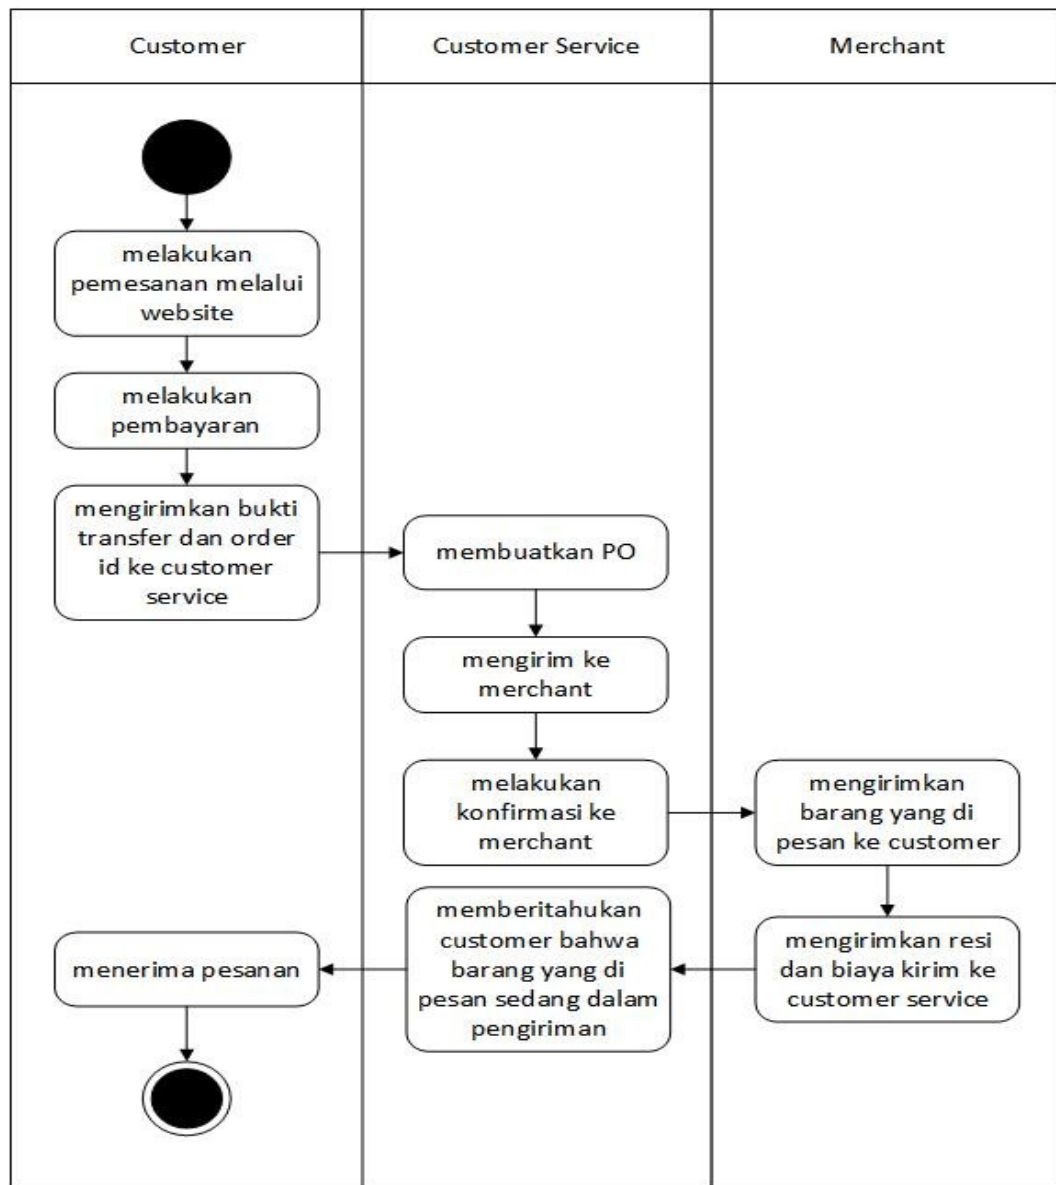 Customer
Customer Service
Merchant
melakukan
pemesanan melalui
website
melakukan
pembayaran
mengirimkan bukti
transfer dan order
id ke customer
service
membuatkan PO
mengirim ke
merchant
melakukan
konfirmasi ke
merchant
mengirimkan
barang yang di
pesan ke customer
mengirimkan resi
dan biaya kirim ke
customer service
memberitahukan
customer bahwa
barang yang di
pesan sedang dalam
pengiriman
menerima pesanan